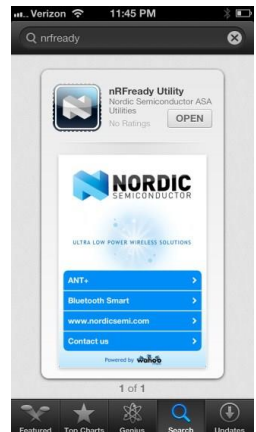 ...Verizon 11:45 PM
nrfready
nRFready Utility
Nordic Semiconductor ASA
Utilities
No Ratings
OPEN
NORDIC
SEMICONDUCTOR
ULTRA LOW POWER WIRELESS SOLUTIONS
ANT+
Bluetooth Smart
www.nordicsemi.com
Contact us
Powered by wahoo
1 of 1
Featured Top Charts Genius Search Updates